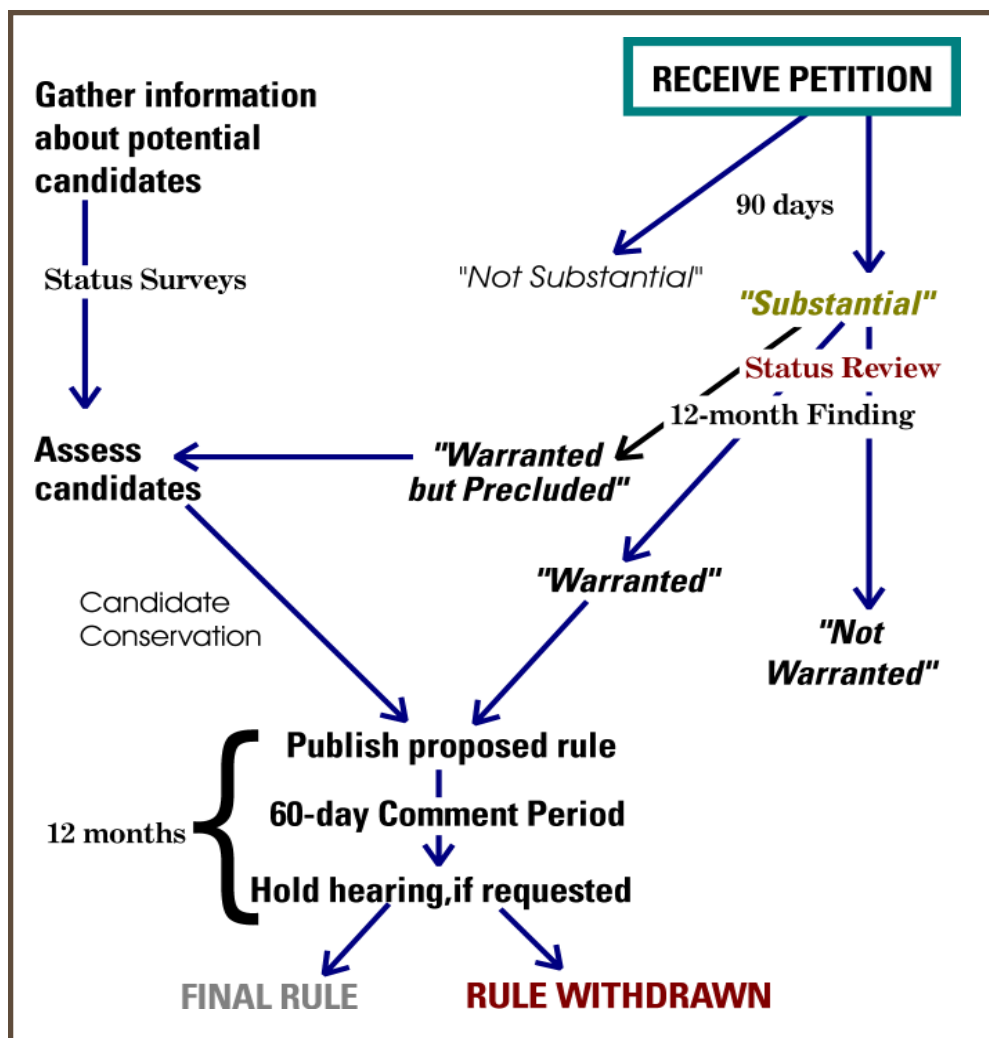 RECEIVE PETITION
Gather information
about potential
candidates
90 days
Status Surveys
"Not Substantial"
"Substantial"
Status Review
12-month Finding
Assess
candidates
"Warranted
but Precluded"
"Warranted"
Candidate
Conservation
"Not
Warranted"
Publish proposed rule
60-day Comment Period
12 months
Hold hearing,if requested
FINAL RULE
RULE WITHDRAWN